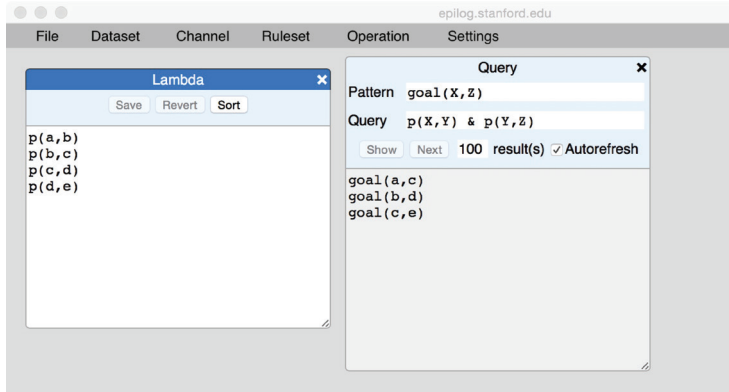 epilog.stanford.edu
File Dataset Channel Ruleset Operation Settings
Lambda ×
Save Revert Sort
p(a,b)
p(b,c)
p(c,d)
p(d,e)
Query ×
Pattern goal(X,Z)
Query p(X,Y) & p(Y,Z)
Show Next 100 result(s) Autorefresh
goal(a,c)
goal(b,d)
goal(c,e)